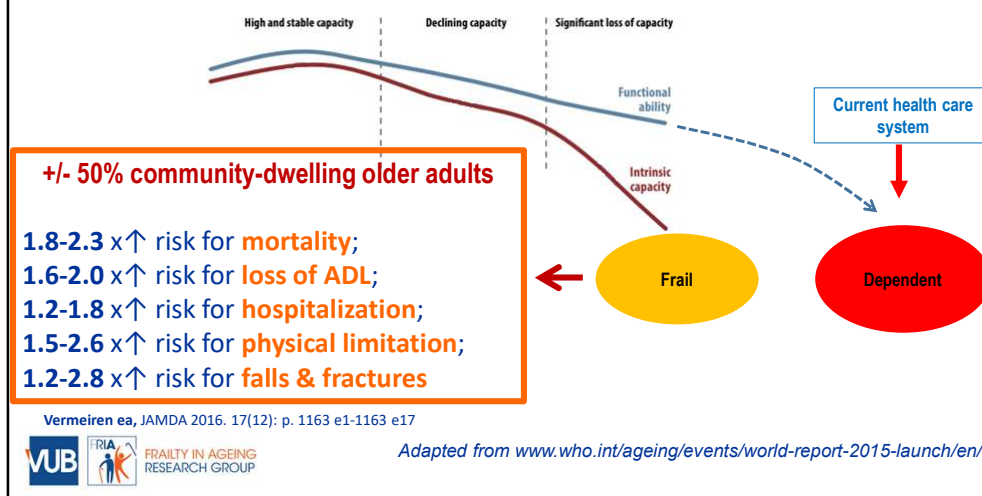 High and stable capacity
Declining capacity
Significant loss of capacity
Functional
ability
Current health care
system
Intrinsic
capacity
+/- 50% community-dwelling older adults
1.8-2.3 x↑ risk for mortality;
1.6-2.0 x↑ risk for loss of ADL;
1.2-1.8 x↑ risk for hospitalization;
1.5-2.6 x↑ risk for physical limitation;
1.2-2.8 x↑ risk for falls & fractures
Frail
Dependent
Vermeiren ea, JAMDA 2016. 17(12): p. 1163 e1-1163 e17
VUB
FRIA
FRAILTY IN AGEING
RESEARCH GROUP
Adapted from www.who.int/ageing/events/world-report-2015-launch/en/